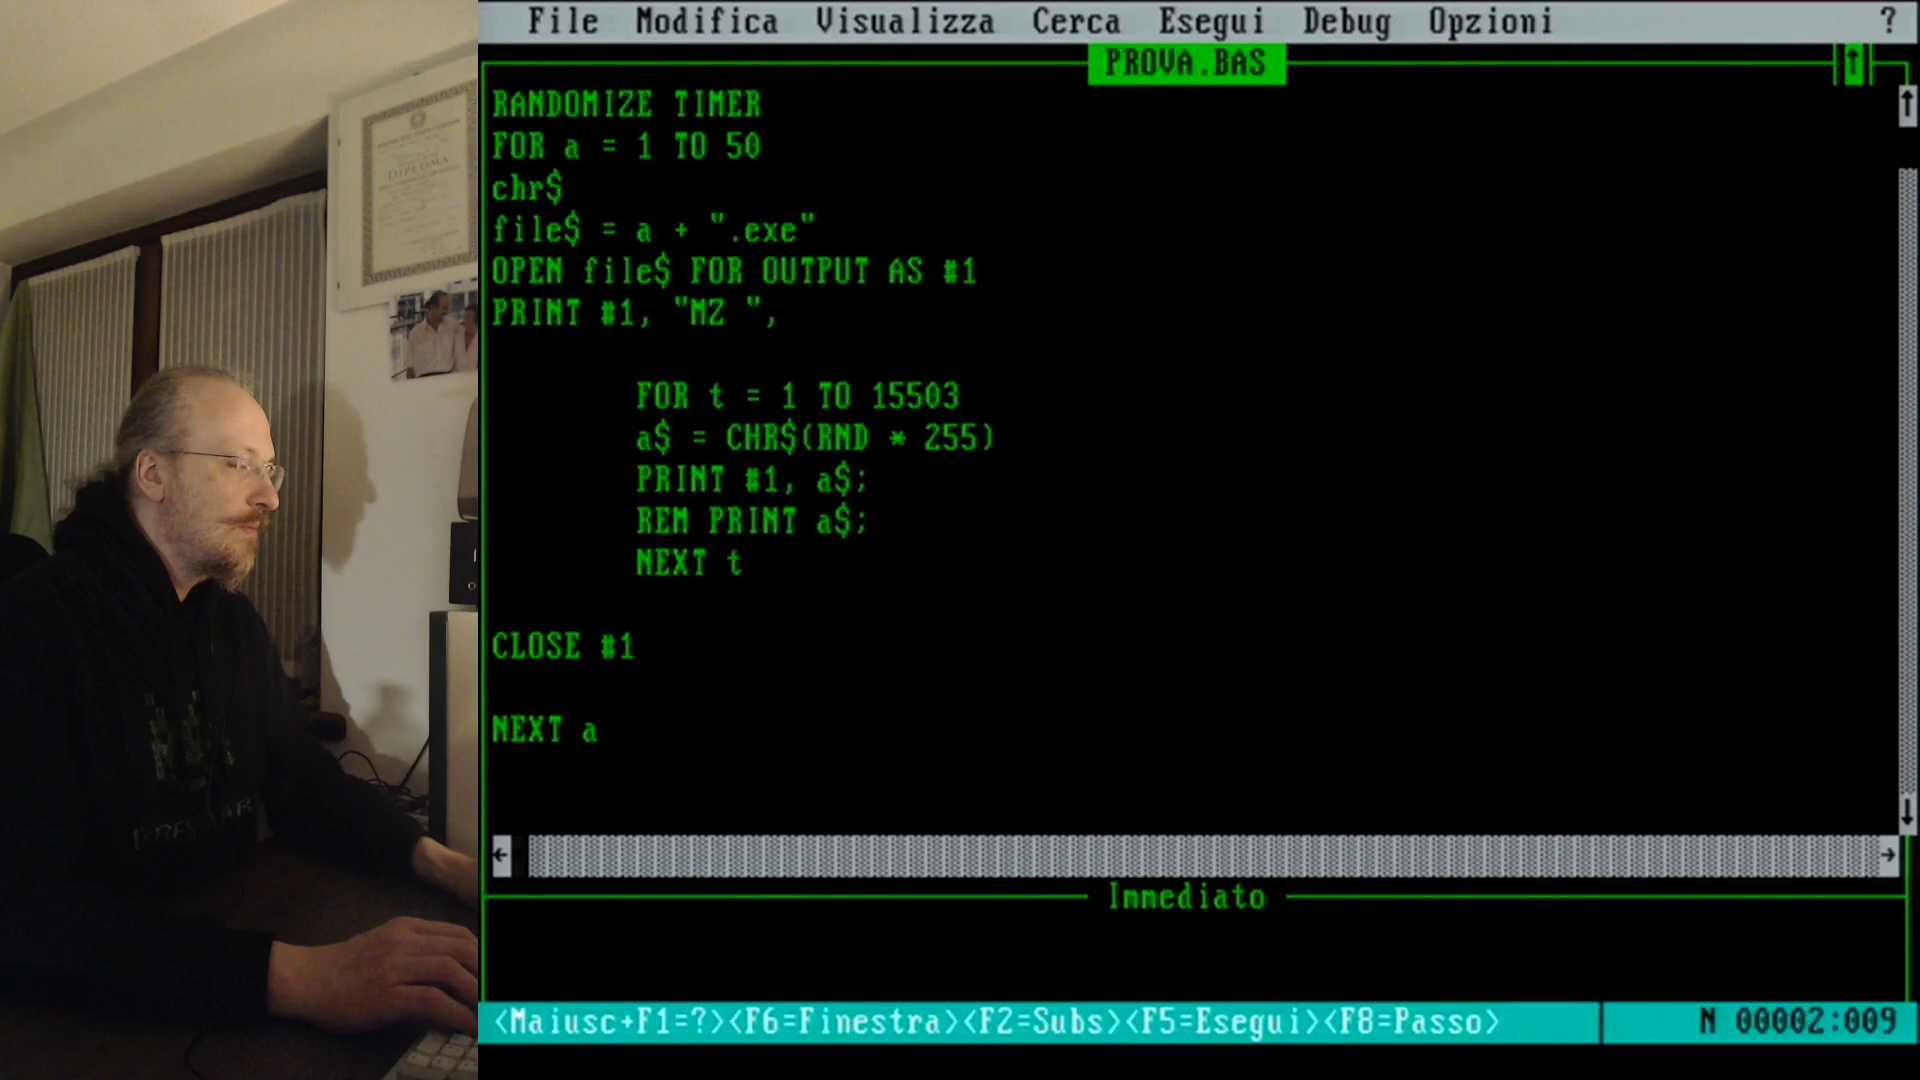 File Modifica Visualizza Cerca Esegui Debug Opzioni ?
PROVA.BAS
RANDOMIZE TIMER
FOR a = 1 TO 50
chr$
file$ = a + ".exe"
OPEN file$ FOR OUTPUT AS #1
PRINT #1, "MZ ",
FOR t = 1 TO 15503
a$ = CHR$(RND * 255)
PRINT #1, a$;
REM PRINT a$;
NEXT t
CLOSE #1
NEXT a
Immediato
<Maiusc+F1=?><F6=Finestra><F2=Subs><F5=Esegui><F8=Passo> N 00002:009
DIPLOMA